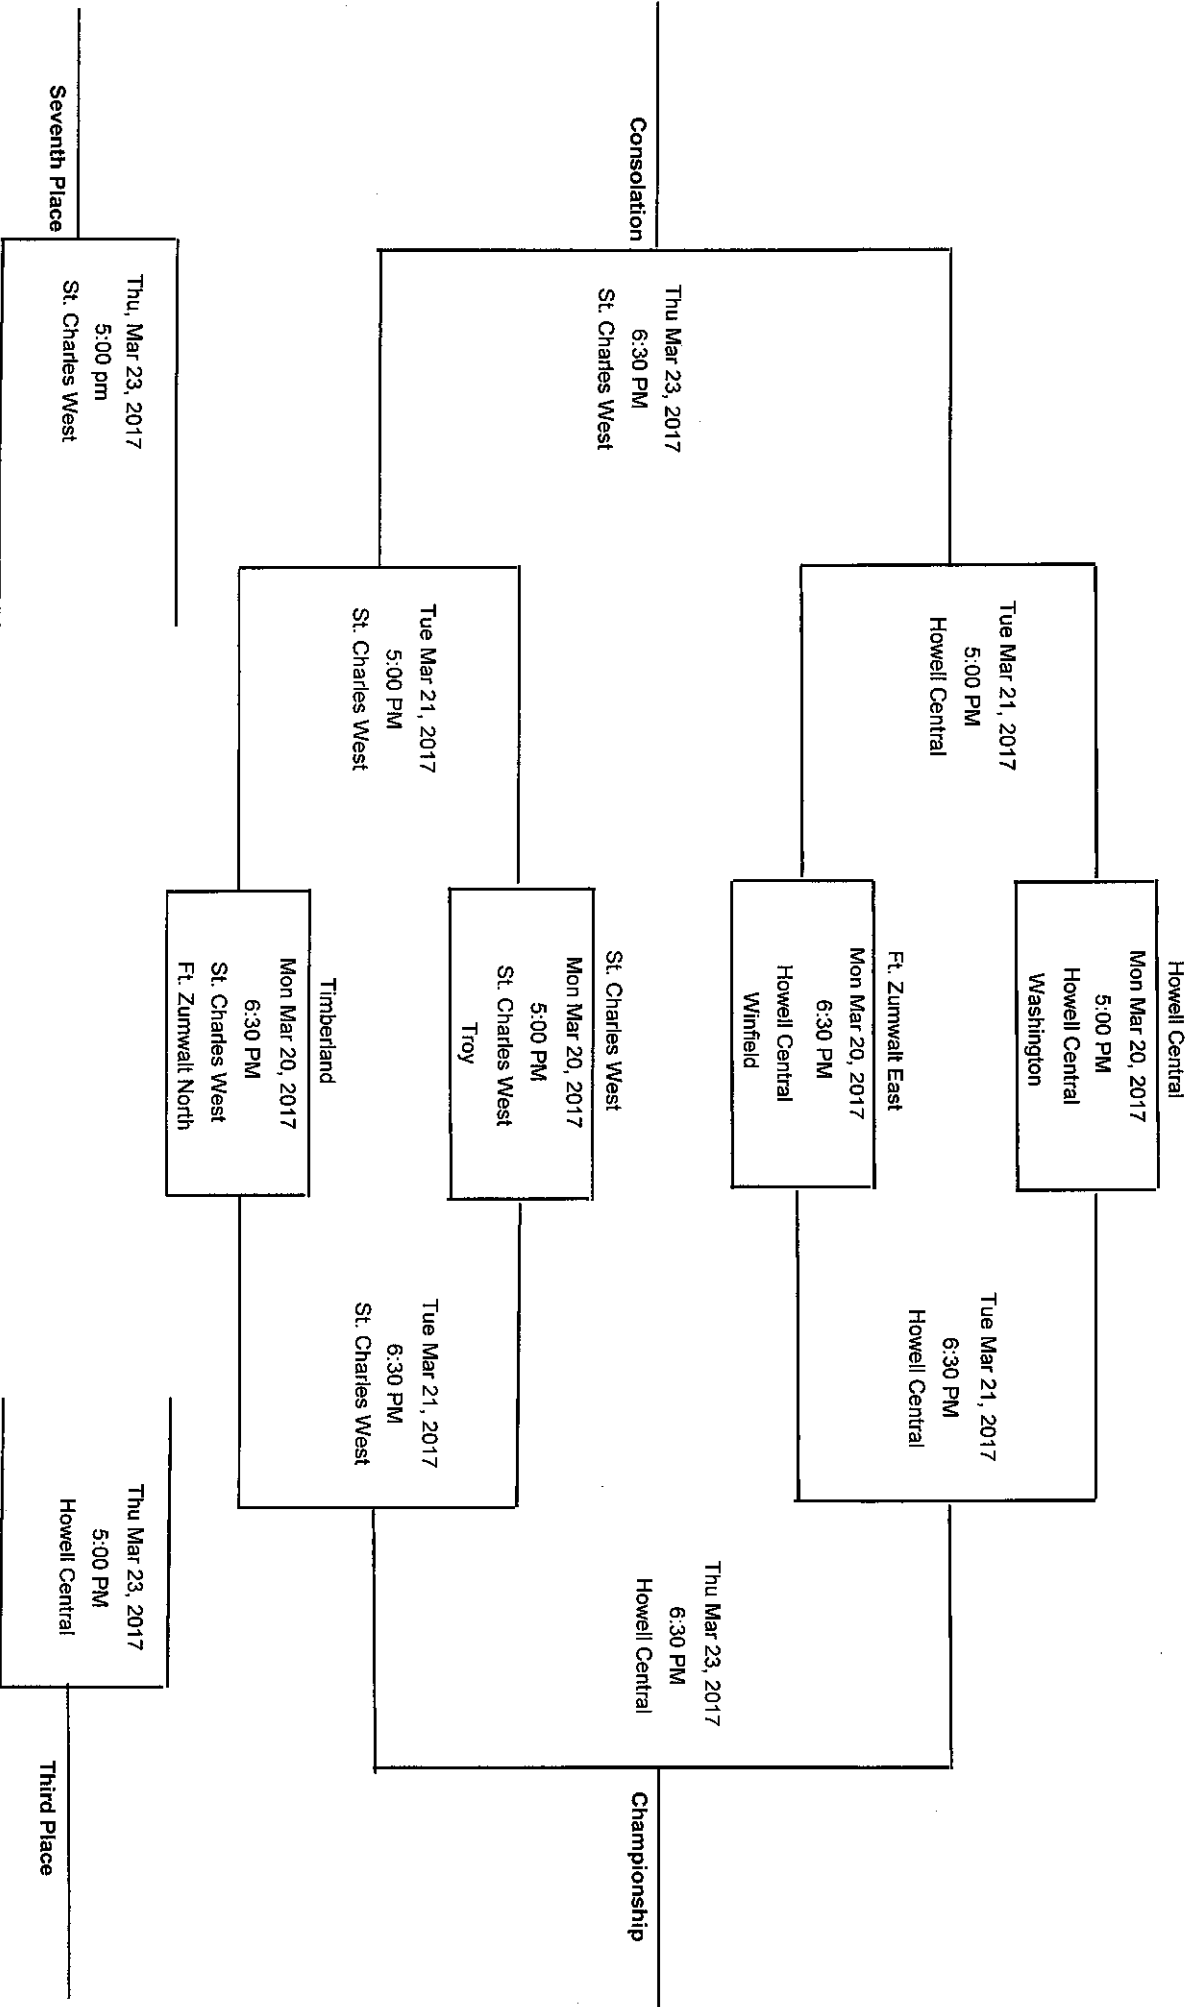 Howell Central
Mon Mar 20, 2017
5:00 PM
Howell Central
Washington
Tue Mar 21, 2017
5:00 PM
Howell Central
Tue Mar 21, 2017
6:30 PM
Howell Central
Ft. Zumwalt East
Mon Mar 20, 2017
6:30 PM
Howell Central
Winfield
Thu Mar 23, 2017
6:30 PM
St. Charles West
Consolation
Thu Mar 23, 2017
6:30 PM
Howell Central
Championship
St. Charles West
Mon Mar 20, 2017
5:00 PM
St. Charles West
Troy
Tue Mar 21, 2017
5:00 PM
St. Charles West
Tue Mar 21, 2017
6:30 PM
St. Charles West
Timberland
Mon Mar 20, 2017
6:30 PM
St. Charles West
Ft. Zumwalt North
Thu, Mar 23, 2017
5:00 pm
St. Charles West
Seventh Place
Thu Mar 23, 2017
5:00 PM
Howell Central
Third Place